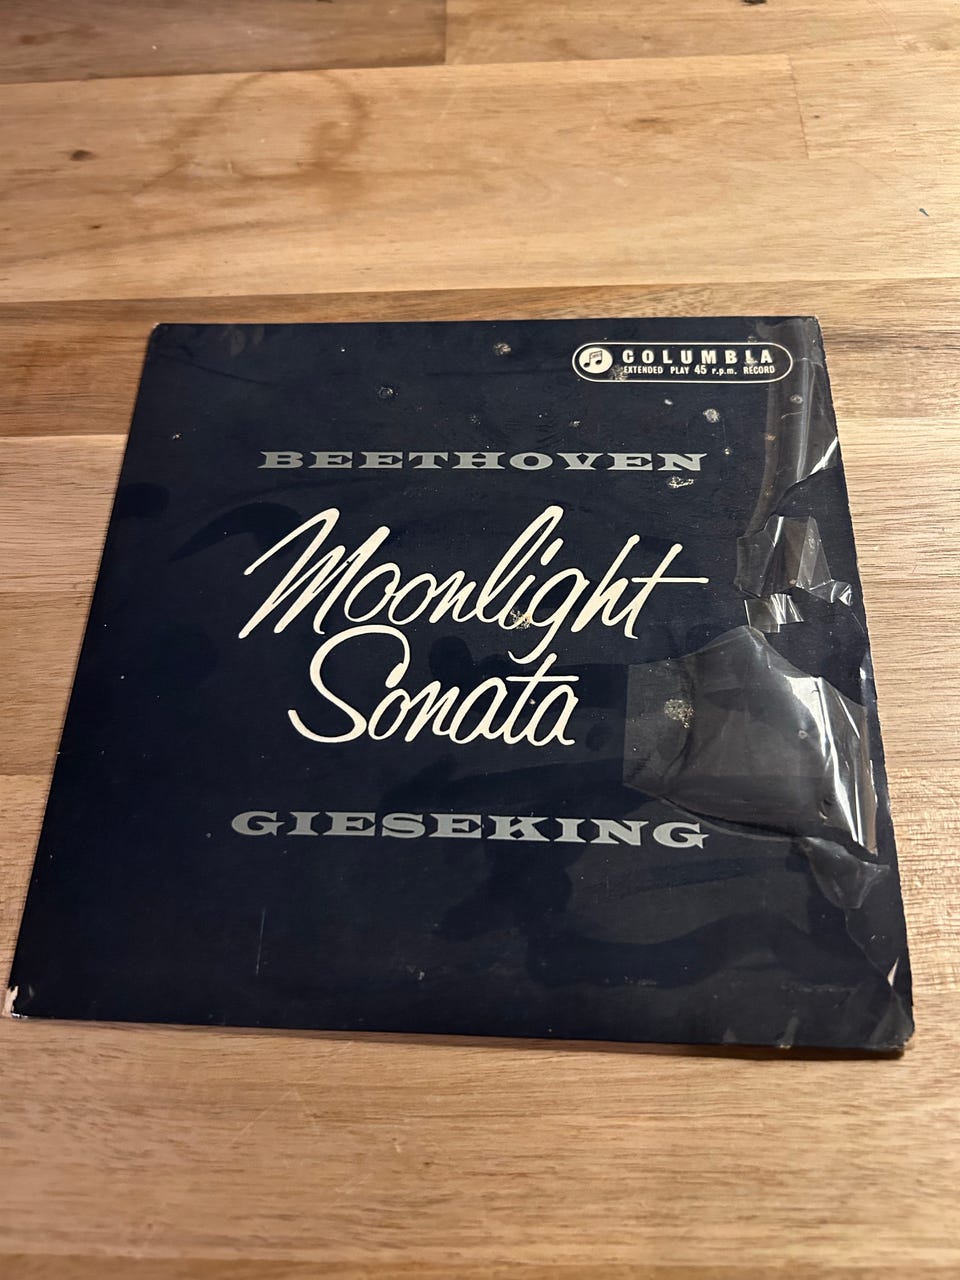 COLUMBIA
EXTENDED PLAY 45 r.p.m. RECORD
BEETHOVEN
Moonlight
Sonata
GIESEKING